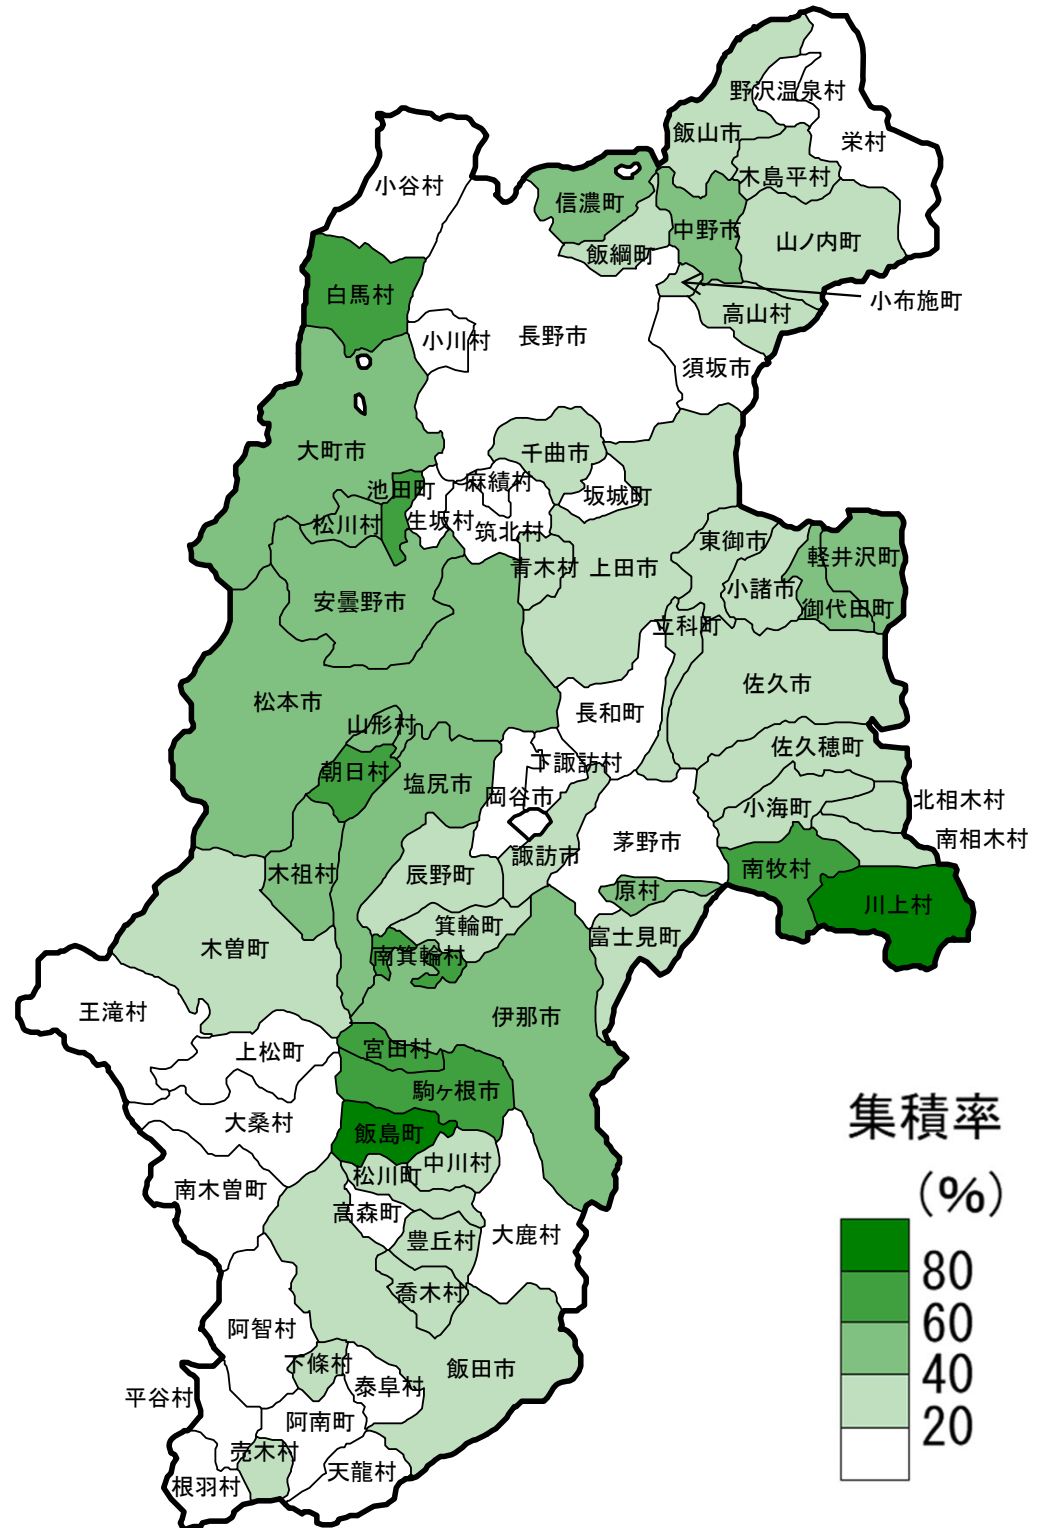 野沢温泉村
飯山市
栄村
木島平村
小谷村
信濃町
中野市
山ノ内町
飯綱町
白馬村
小布施町
高山村
小川村
長野市
須坂市
大町市
千曲市
池田町
麻績村
坂城町
松川村
生坂村
筑北村
東御市
軽井沢町
青木村
上田市
小諸市
安曇野市
御代田町
立科町
佐久市
松本市
長和町
山形村
佐久穂町
下諏訪村
朝日村
塩尻市
岡谷市
北相木村
小海町
南相木村
茅野市
諏訪市
南牧村
木祖村
辰野町
原村
川上村
箕輪町
富士見町
木曽町
南箕輪村
王滝村
伊那市
上松町
宮田村
駒ヶ根市
大桑村
飯島町
中川村
松川町
南木曽町
高森町
大鹿村
豊丘村
喬木村
阿智村
下條村
飯田市
泰阜村
平谷村
阿南町
売木村
天龍村
根羽村
集積率
(%)
80
60
40
20